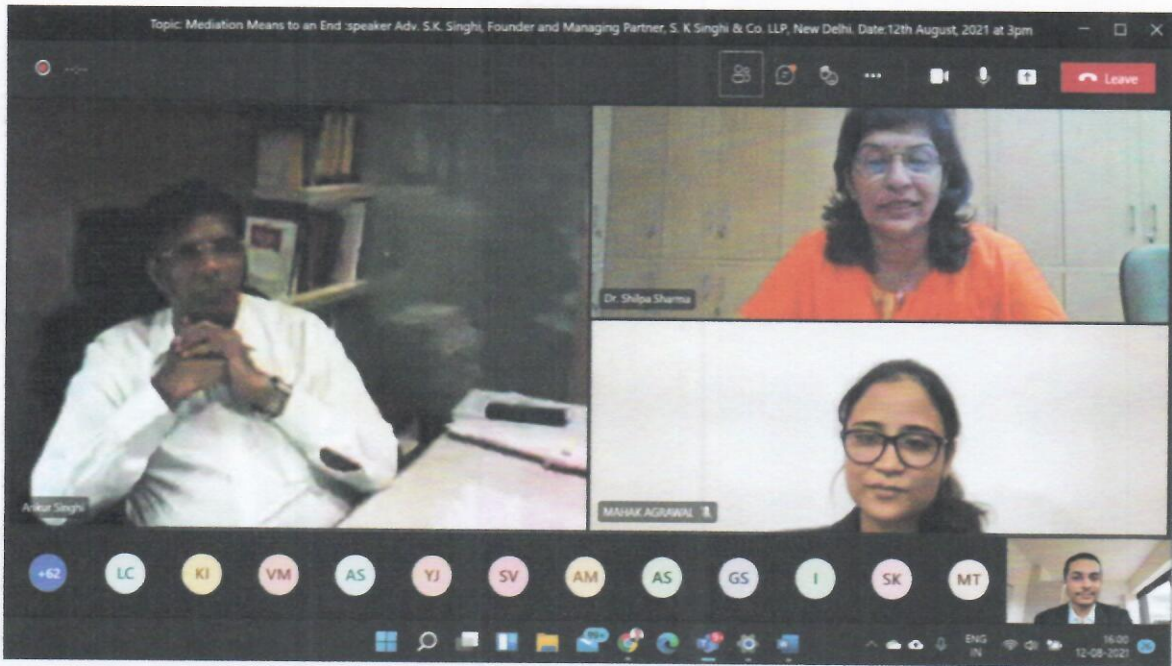 Topic: Mediation Means to an End :speaker Adv. S.K. Singhi, Founder and Managing Partner, S. K Singhi & Co. LLP, New Delhi. Date:12th August, 2021 at 3pm
--:--
Leave
Dr. Shilpa Sharma
Ankur Singhi
MAHAK AGRAWAL
+62 LC KI VM AS YJ SV AM AS GS I SK MT
99+
9+
ENG
IN
16:00
12-08-2021